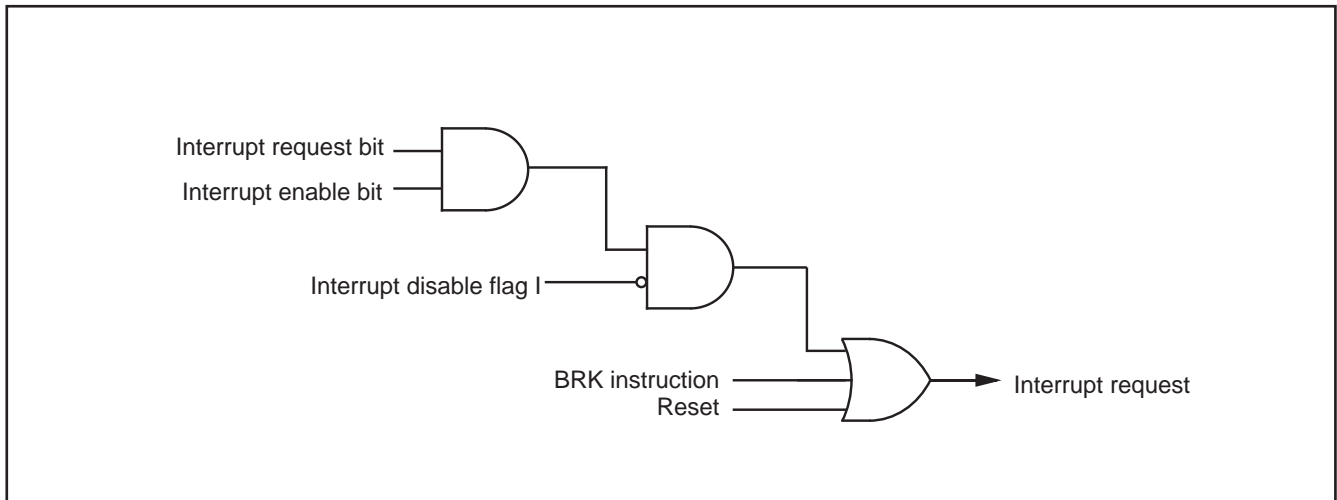 Interrupt request bit
Interrupt enable bit
Interrupt disable flag I
BRK instruction
Reset
Interrupt request